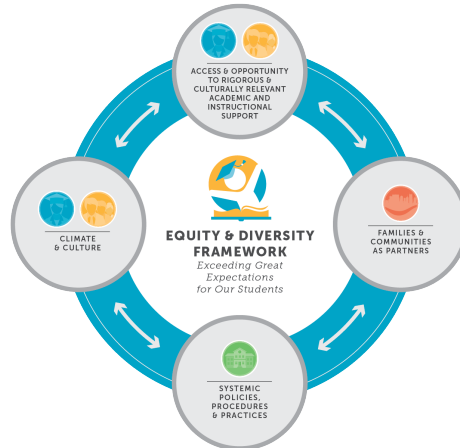 ACCESS & OPPORTUNITY
TO RIGOROUS &
CULTURALLY RELEVANT
ACADEMIC AND
INSTRUCTIONAL
SUPPORT
CLIMATE
& CULTURE
EQUITY & DIVERSITY
FRAMEWORK
Exceeding Great
Expectations
for Our Students
FAMILIES &
COMMUNITIES
AS PARTNERS
SYSTEMIC
POLICIES,
PROCEDURES
& PRACTICES